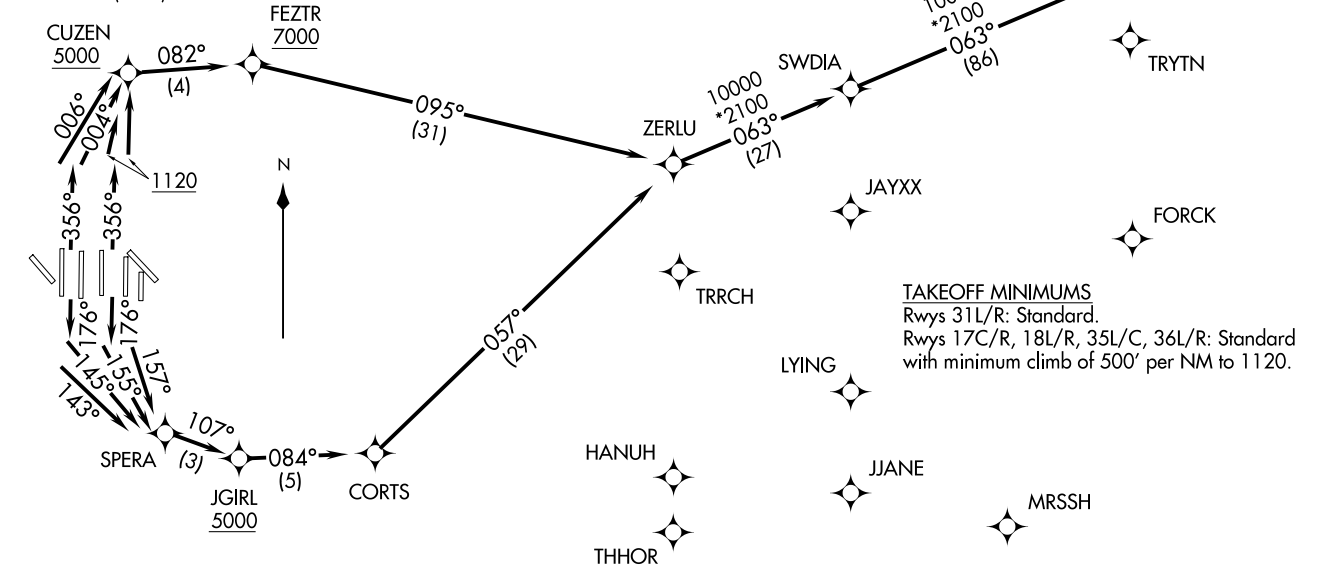 FEZTR
7000
CUZEN
5000
082°
(4)
*2100
063°
(86)
TRYTN
SWDIA
10000
*2100
063°
(27)
095°
(31)
ZERLU
006°
004°
1120
N
JAYXX
FORCK
356°
356°
TRRCH
TAKEOFF MINIMUMS
Rwys 31L/R: Standard.
Rwys 17C/R, 18L/R, 35L/C, 36L/R: Standard
with minimum climb of 500' per NM to 1120.
057°
(29)
LYING
176°
176°
145°
155°
157°
143°
SPERA
107°
(3)
084°
(5)
JGIRL
5000
CORTS
HANUH
JJANE
MRSSH
THHOR